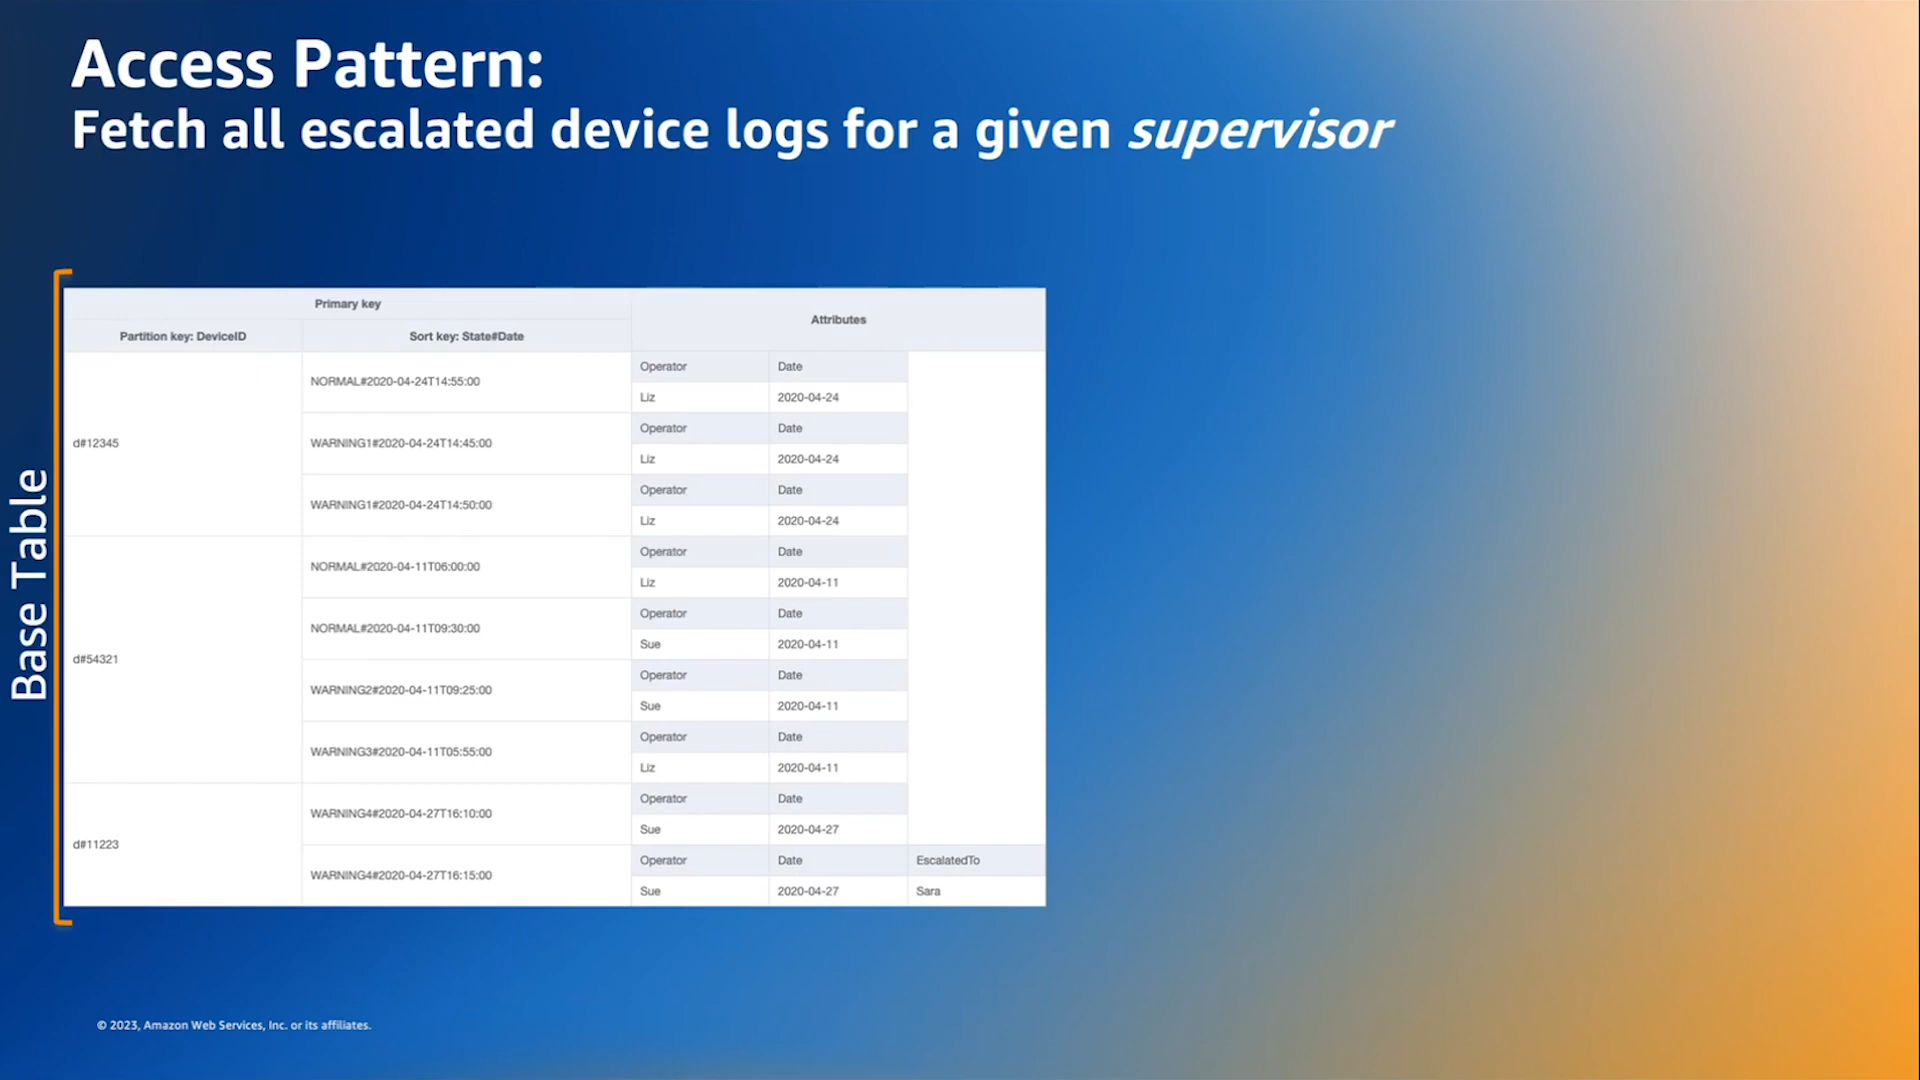 Access Pattern:
Fetch all escalated device logs for a given supervisor
Base Table
Primary key
Attributes
Partition key: DeviceID
Sort key: State#Date
d#12345
NORMAL#2020-04-24T14:55:00
Operator Date
Liz 2020-04-24
WARNING1#2020-04-24T14:45:00
Operator Date
Liz 2020-04-24
WARNING1#2020-04-24T14:50:00
Operator Date
Liz 2020-04-24
d#54321
NORMAL#2020-04-11T06:00:00
Operator Date
Liz 2020-04-11
NORMAL#2020-04-11T09:30:00
Operator Date
Sue 2020-04-11
WARNING2#2020-04-11T09:25:00
Operator Date
Sue 2020-04-11
WARNING3#2020-04-11T05:55:00
Operator Date
Liz 2020-04-11
d#11223
WARNING4#2020-04-27T16:10:00
Operator Date
Sue 2020-04-27
WARNING4#2020-04-27T16:15:00
Operator Date EscalatedTo
Sue 2020-04-27 Sara
© 2023, Amazon Web Services, Inc. or its affiliates.